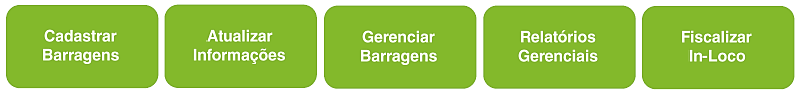 Cadastrar
Barragens
Atualizar
Informações
Gerenciar
Barragens
Relatórios
Gerenciais
Fiscalizar
In-Loco